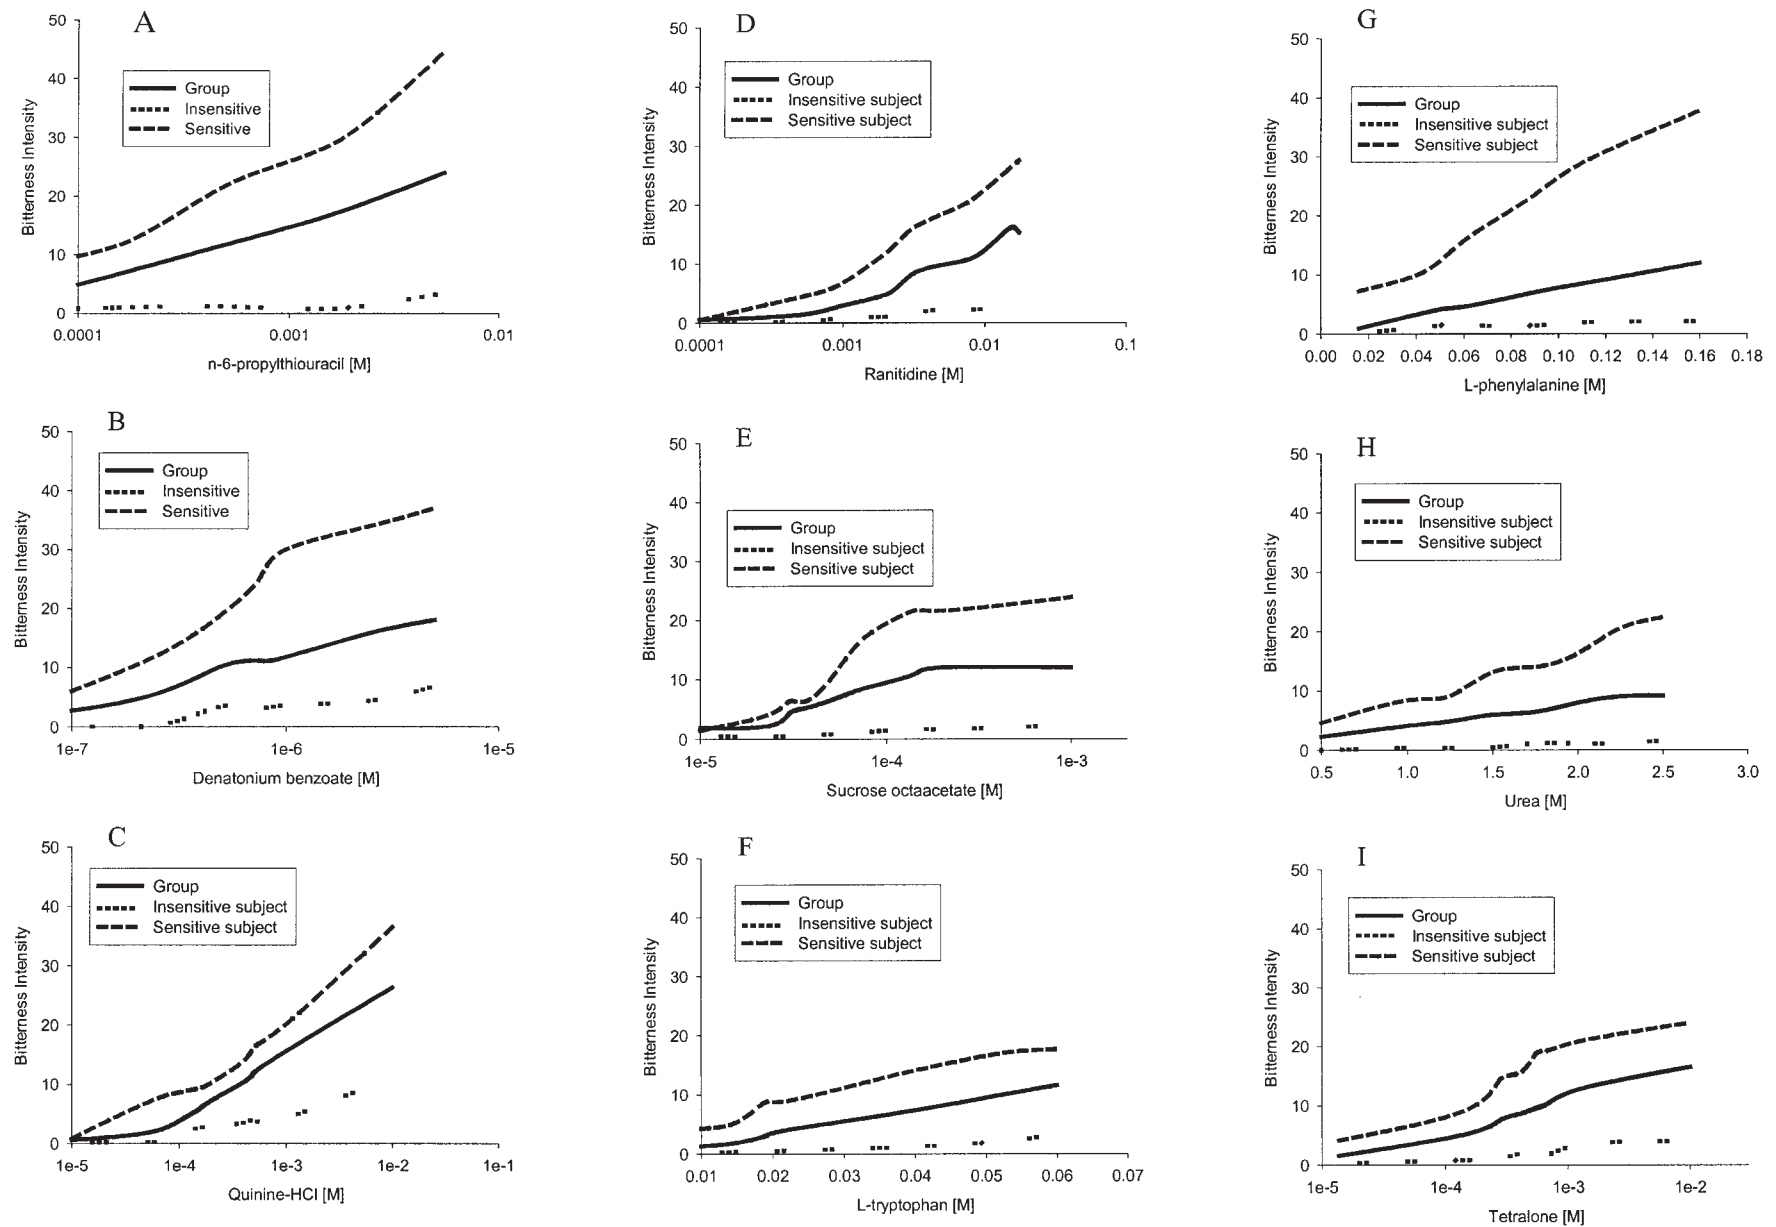 A
50
40
30
20
10
0
Bitterness Intensity
Group
Insensitive
Sensitive
0.0001
0.001
0.01
n-6-propylthiouracil [M]
B
50
40
30
20
10
0
Bitterness Intensity
Group
Insensitive
Sensitive
1e-7
1e-6
1e-5
Denatonium benzoate [M]
C
50
40
30
20
10
0
Bitterness Intensity
Group
Insensitive subject
Sensitive subject
1e-5
1e-4
1e-3
1e-2
1e-1
Quinine-HCl [M]
D
50
40
30
20
10
0
Bitterness Intensity
Group
Insensitive subject
Sensitive subject
0.0001
0.001
0.01
0.1
Ranitidine [M]
E
50
40
30
20
10
0
Bitterness Intensity
Group
Insensitive subject
Sensitive subject
1e-5
1e-4
1e-3
Sucrose octaacetate [M]
F
50
40
30
20
10
0
Bitterness Intensity
Group
Insensitive subject
Sensitive subject
0.01
0.02
0.03
0.04
0.05
0.06
0.07
L-tryptophan [M]
G
50
40
30
20
10
0
Bitterness Intensity
Group
Insensitive subject
Sensitive subject
0.00
0.02
0.04
0.06
0.08
0.10
0.12
0.14
0.16
0.18
L-phenylalanine [M]
H
50
40
30
20
10
0
Bitterness Intensity
Group
Insensitive subject
Sensitive subject
0.5
1.0
1.5
2.0
2.5
3.0
Urea [M]
I
50
40
30
20
10
0
Bitterness Intensity
Group
Insensitive subject
Sensitive subject
1e-5
1e-4
1e-3
1e-2
Tetralone [M]